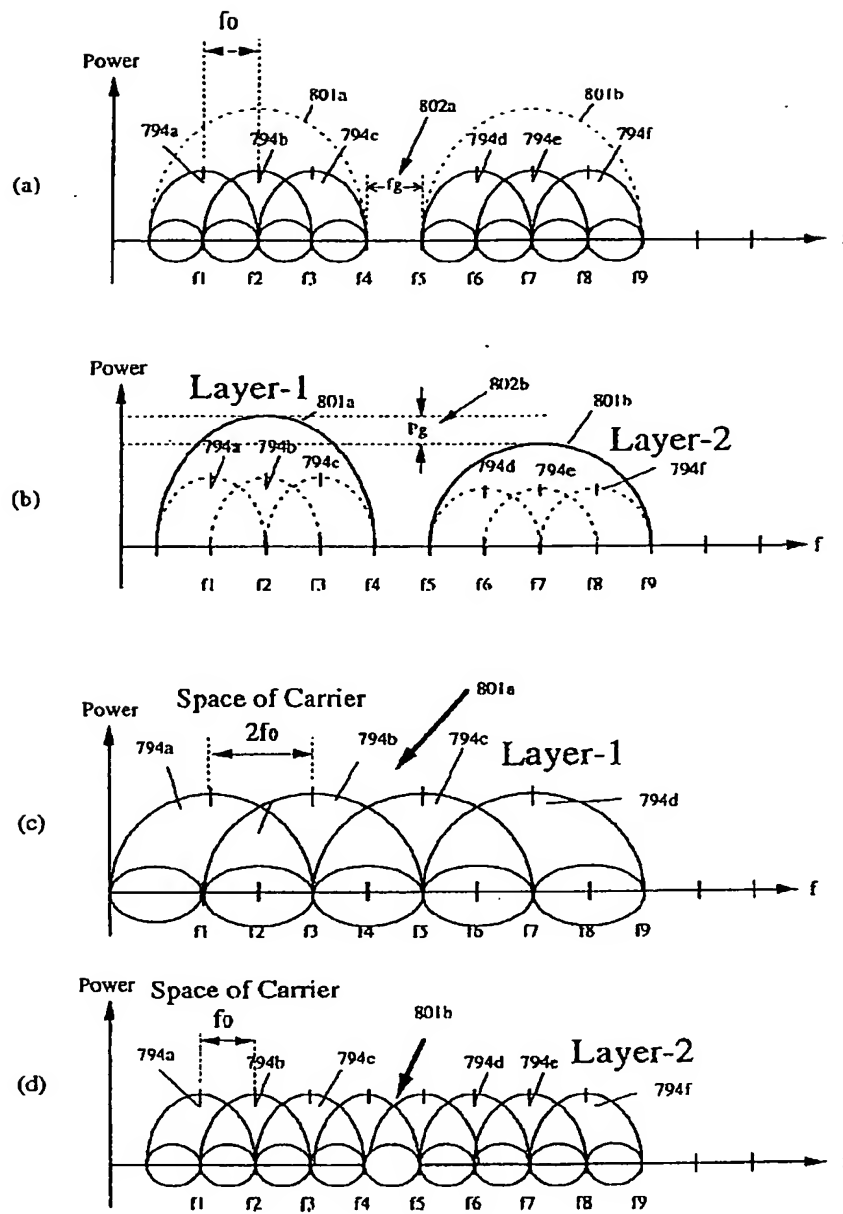 f0
Power
801a
802a
801b
794a
794b
794c
794d
794e
794f
(a)
fg
f1 f2 f3 f4 f5 f6 f7 f8 f9
Power
Layer-1
802b
801a
Pg
801b
Layer-2
794a
794b
794c
794d
794e
794f
(b)
f
f1 f2 f3 f4 f5 f6 f7 f8 f9
Space of Carrier
801a
Power
2f0
794a
794b
794c
Layer-1
794d
(c)
f
f1 f2 f3 f4 f5 f6 f7 f8 f9
Power
Space of Carrier
f0
801b
794a
794b
794c
794d
794e
Layer-2
794f
(d)
f1 f2 f3 f4 f5 f6 f7 f8 f9